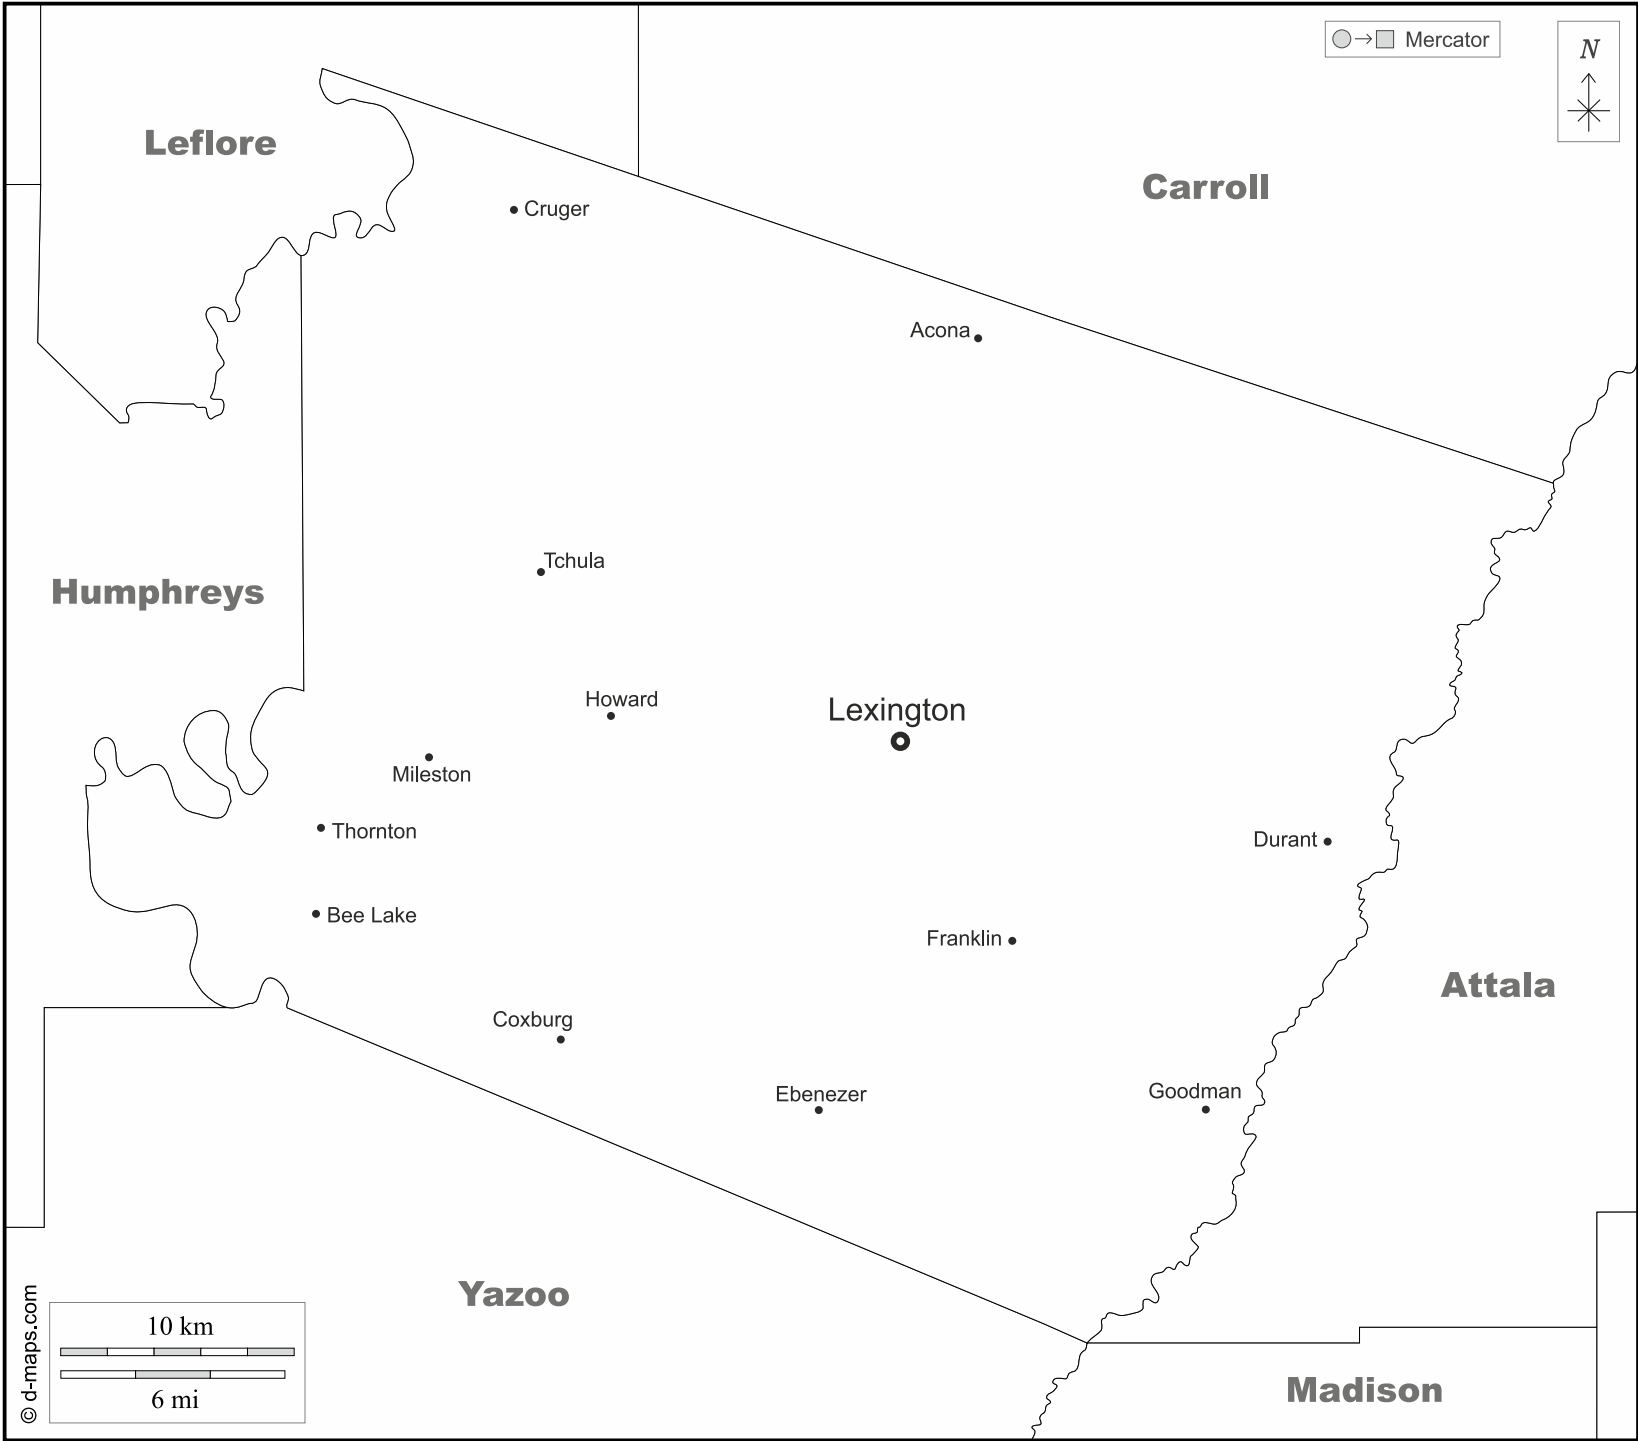 Mercator
N
Leflore
Carroll
Cruger
Acona
Tchula
Humphreys
Howard
Lexington
Mileston
Thornton
Durant
Bee Lake
Franklin
Attala
Coxburg
Ebenezer
Goodman
Yazoo
10 km
6 mi
Madison
© d-maps.com